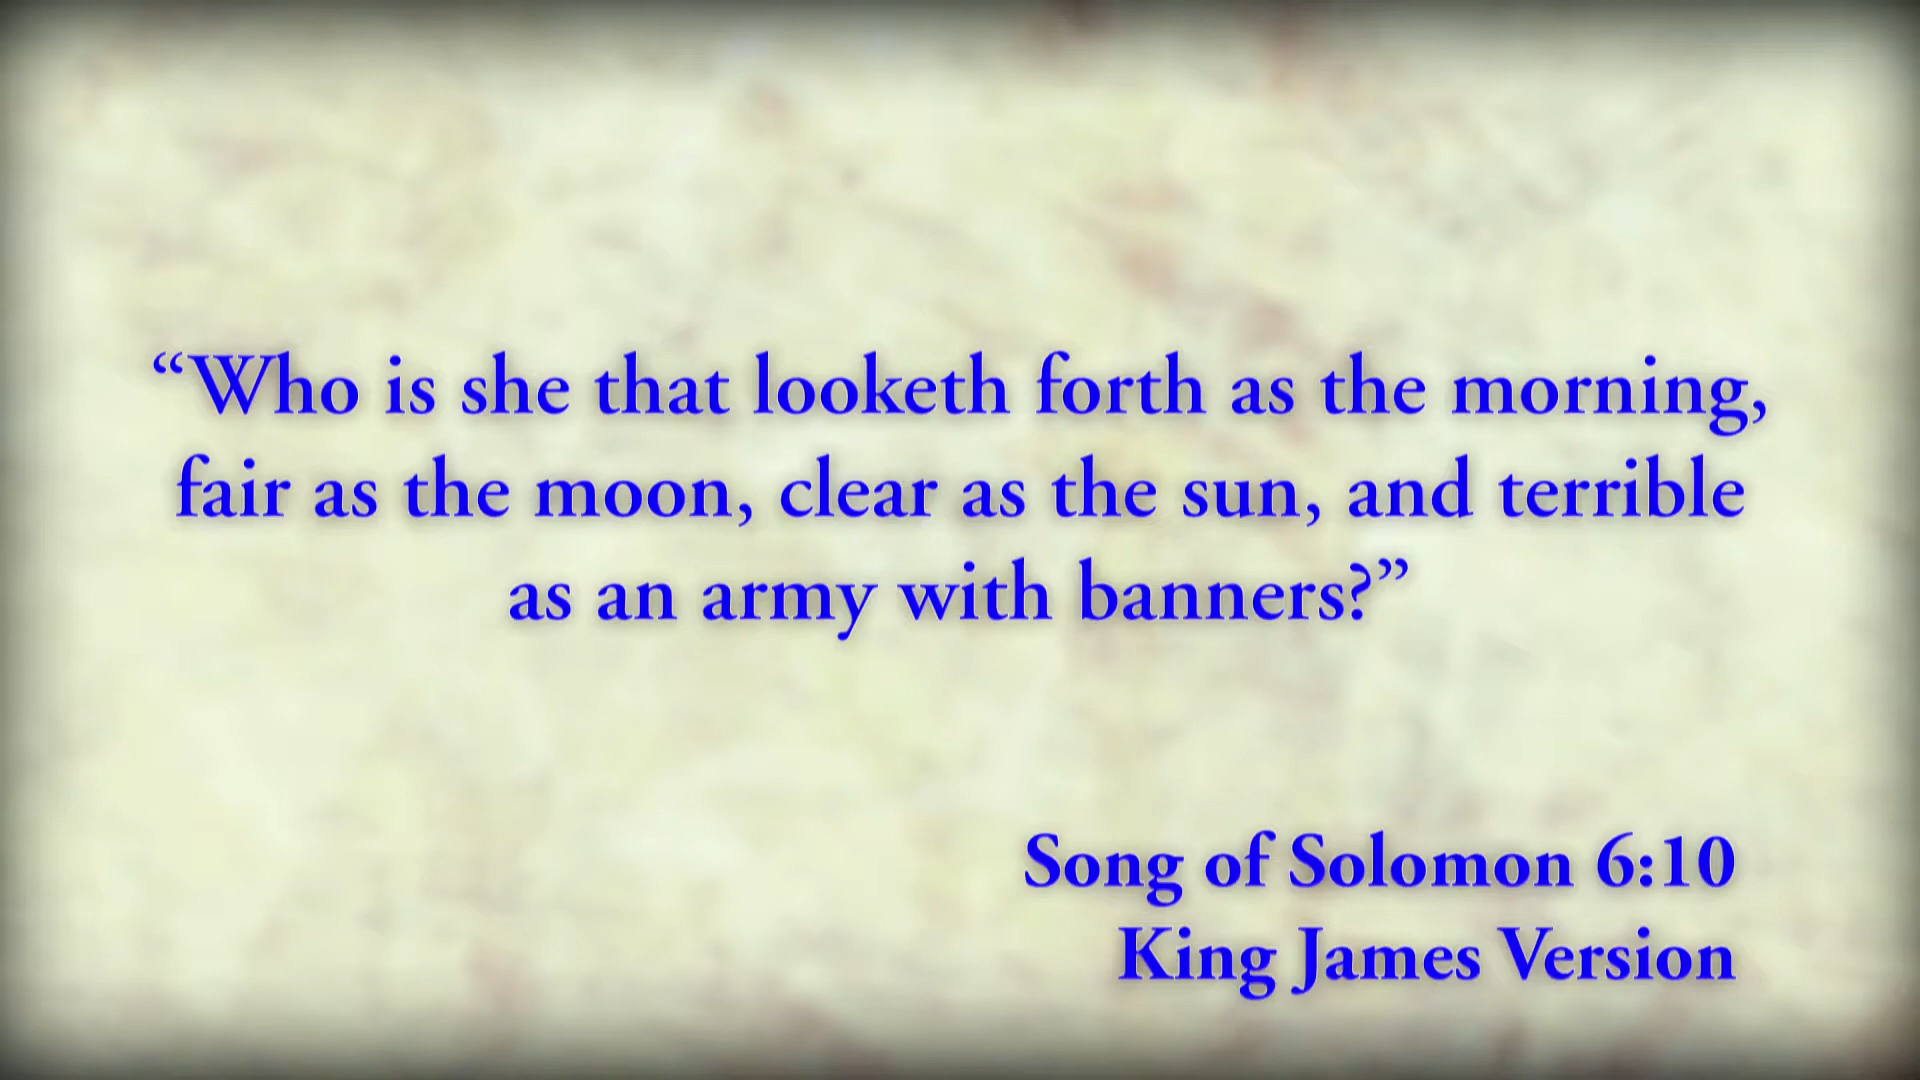 “Who is she that looketh forth as the morning,
fair as the moon, clear as the sun, and terrible
as an army with banners?”
Song of Solomon 6:10
King James Version